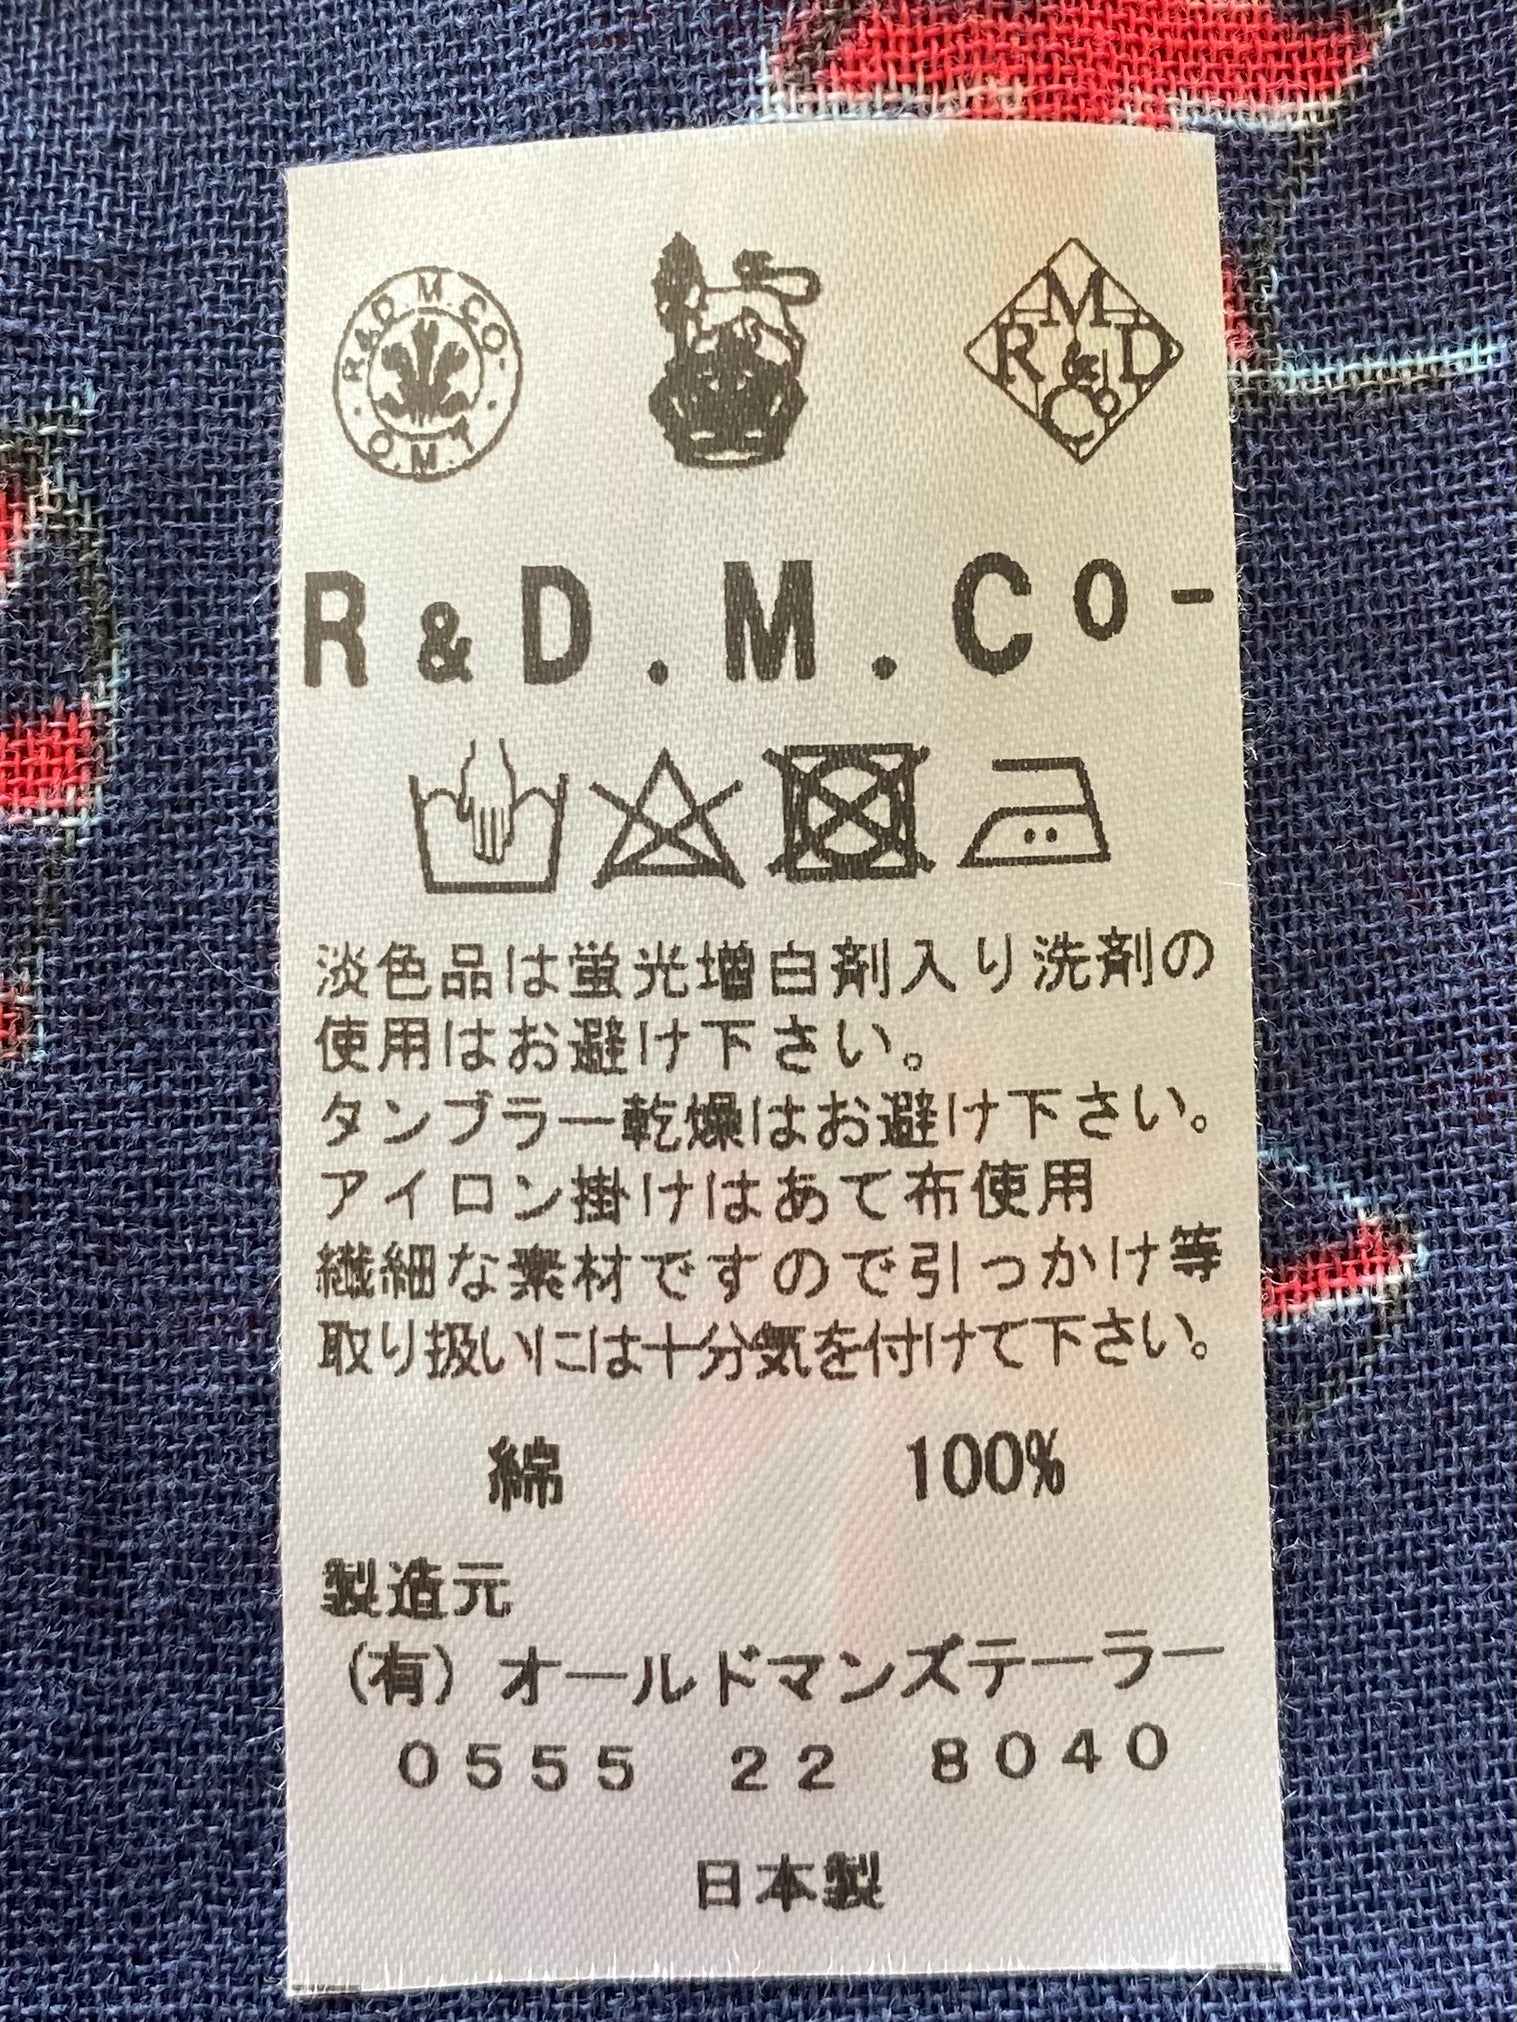 R&D.M.Co-
O.M.T.
M
R & D
Co
R&D.M.Co-
淡色品は蛍光増白剤入り洗剤の
使用はお避け下さい。
タンブラー乾燥はお避け下さい。
アイロン掛けはあて布使用
繊細な素材ですので引っかけ等
取り扱いには十分気を付けて下さい。
綿 100%
製造元
(有)オールドマンズテーラー
0555 22 8040
日本製